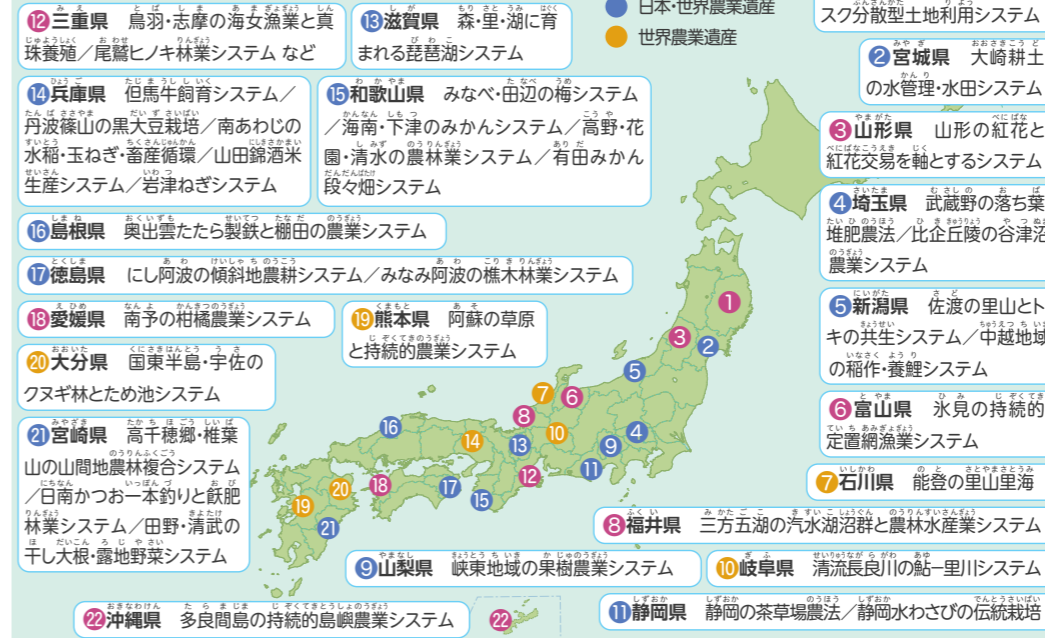 ⑫三重県　鳥羽・志摩の海女漁業と真
珠養殖／尾鷲ヒノキ林業システム など
⑬滋賀県　森・里・湖に育
まれる琵琶湖システム
日本・世界農業遺産
世界農業遺産
スク分散型土地利用システム
②宮城県　大崎耕土
の水管理・水田システム
⑭兵庫県　但馬牛飼育システム／
丹波篠山の黒大豆栽培／南あわじの
水稲・玉ねぎ・畜産循環／山田錦酒米
生産システム／岩津ねぎシステム
⑮和歌山県　みなべ・田辺の梅システム
／海南・下津のみかんシステム／高野・花
園・清水の農林業システム／有田みかん
段々畑システム
③山形県　山形の紅花と
紅花交易を軸とするシステム
④埼玉県　武蔵野の落ち葉
堆肥農法／比企丘陵の谷津沼
農業システム
⑯島根県　奥出雲たたら製鉄と棚田の農業システム
⑰徳島県　にし阿波の傾斜地農耕システム／みなみ阿波の樵木林業システム
⑱愛媛県　南予の柑橘農業システム
⑲熊本県　阿蘇の草原
と持続的農業システム
⑤新潟県　佐渡の里山とト
キの共生システム／中越地域
の稲作・養鯉システム
⑳大分県　国東半島・宇佐の
クヌギ林とため池システム
⑥富山県　氷見の持続的
定置網漁業システム
㉑宮崎県　高千穂郷・椎葉
山の山間地農林複合システム
／日南かつお一本釣りと飫肥
林業システム／田野・清武の
干し大根・露地野菜システム
⑦石川県　能登の里山里海
⑧福井県　三方五湖の汽水湖沼群と農林水産業システム
⑨山梨県　峡東地域の果樹農業システム
⑩岐阜県　清流長良川の鮎―里川システム
㉒沖縄県　多良間島の持続的島嶼農業システム
⑪静岡県　静岡の茶草場農法／静岡水わさびの伝統栽培
①
③
②
⑤
⑦
⑥
⑧
⑩
④
⑯
⑭
⑬
⑨
⑪
⑫
⑱
⑰
⑮
⑳
⑲
㉑
㉒